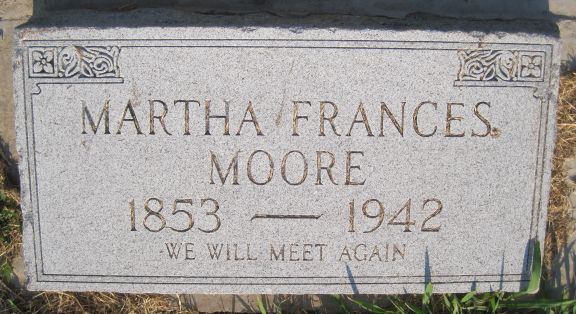 MARTHA FRANCES
MOORE
1853 — 1942
WE WILL MEET AGAIN